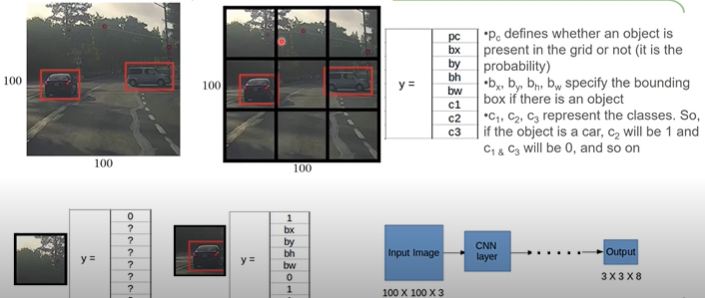 100
100
100
100
y =
pc
bx
by
bh
bw
c1
c2
c3
•pc defines whether an object is
present in the grid or not (it is the
probability)
•bx, by, bh, bw specify the bounding
box if there is an object
•c1, c2, c3 represent the classes. So,
if the object is a car, c2 will be 1 and
c1 & c3 will be 0, and so on
y =
0
?
?
?
?
?
?
y =
1
bx
by
bh
bw
0
1
Input Image
100 X 100 X 3
CNN
layer
Output
3 X 3 X 8